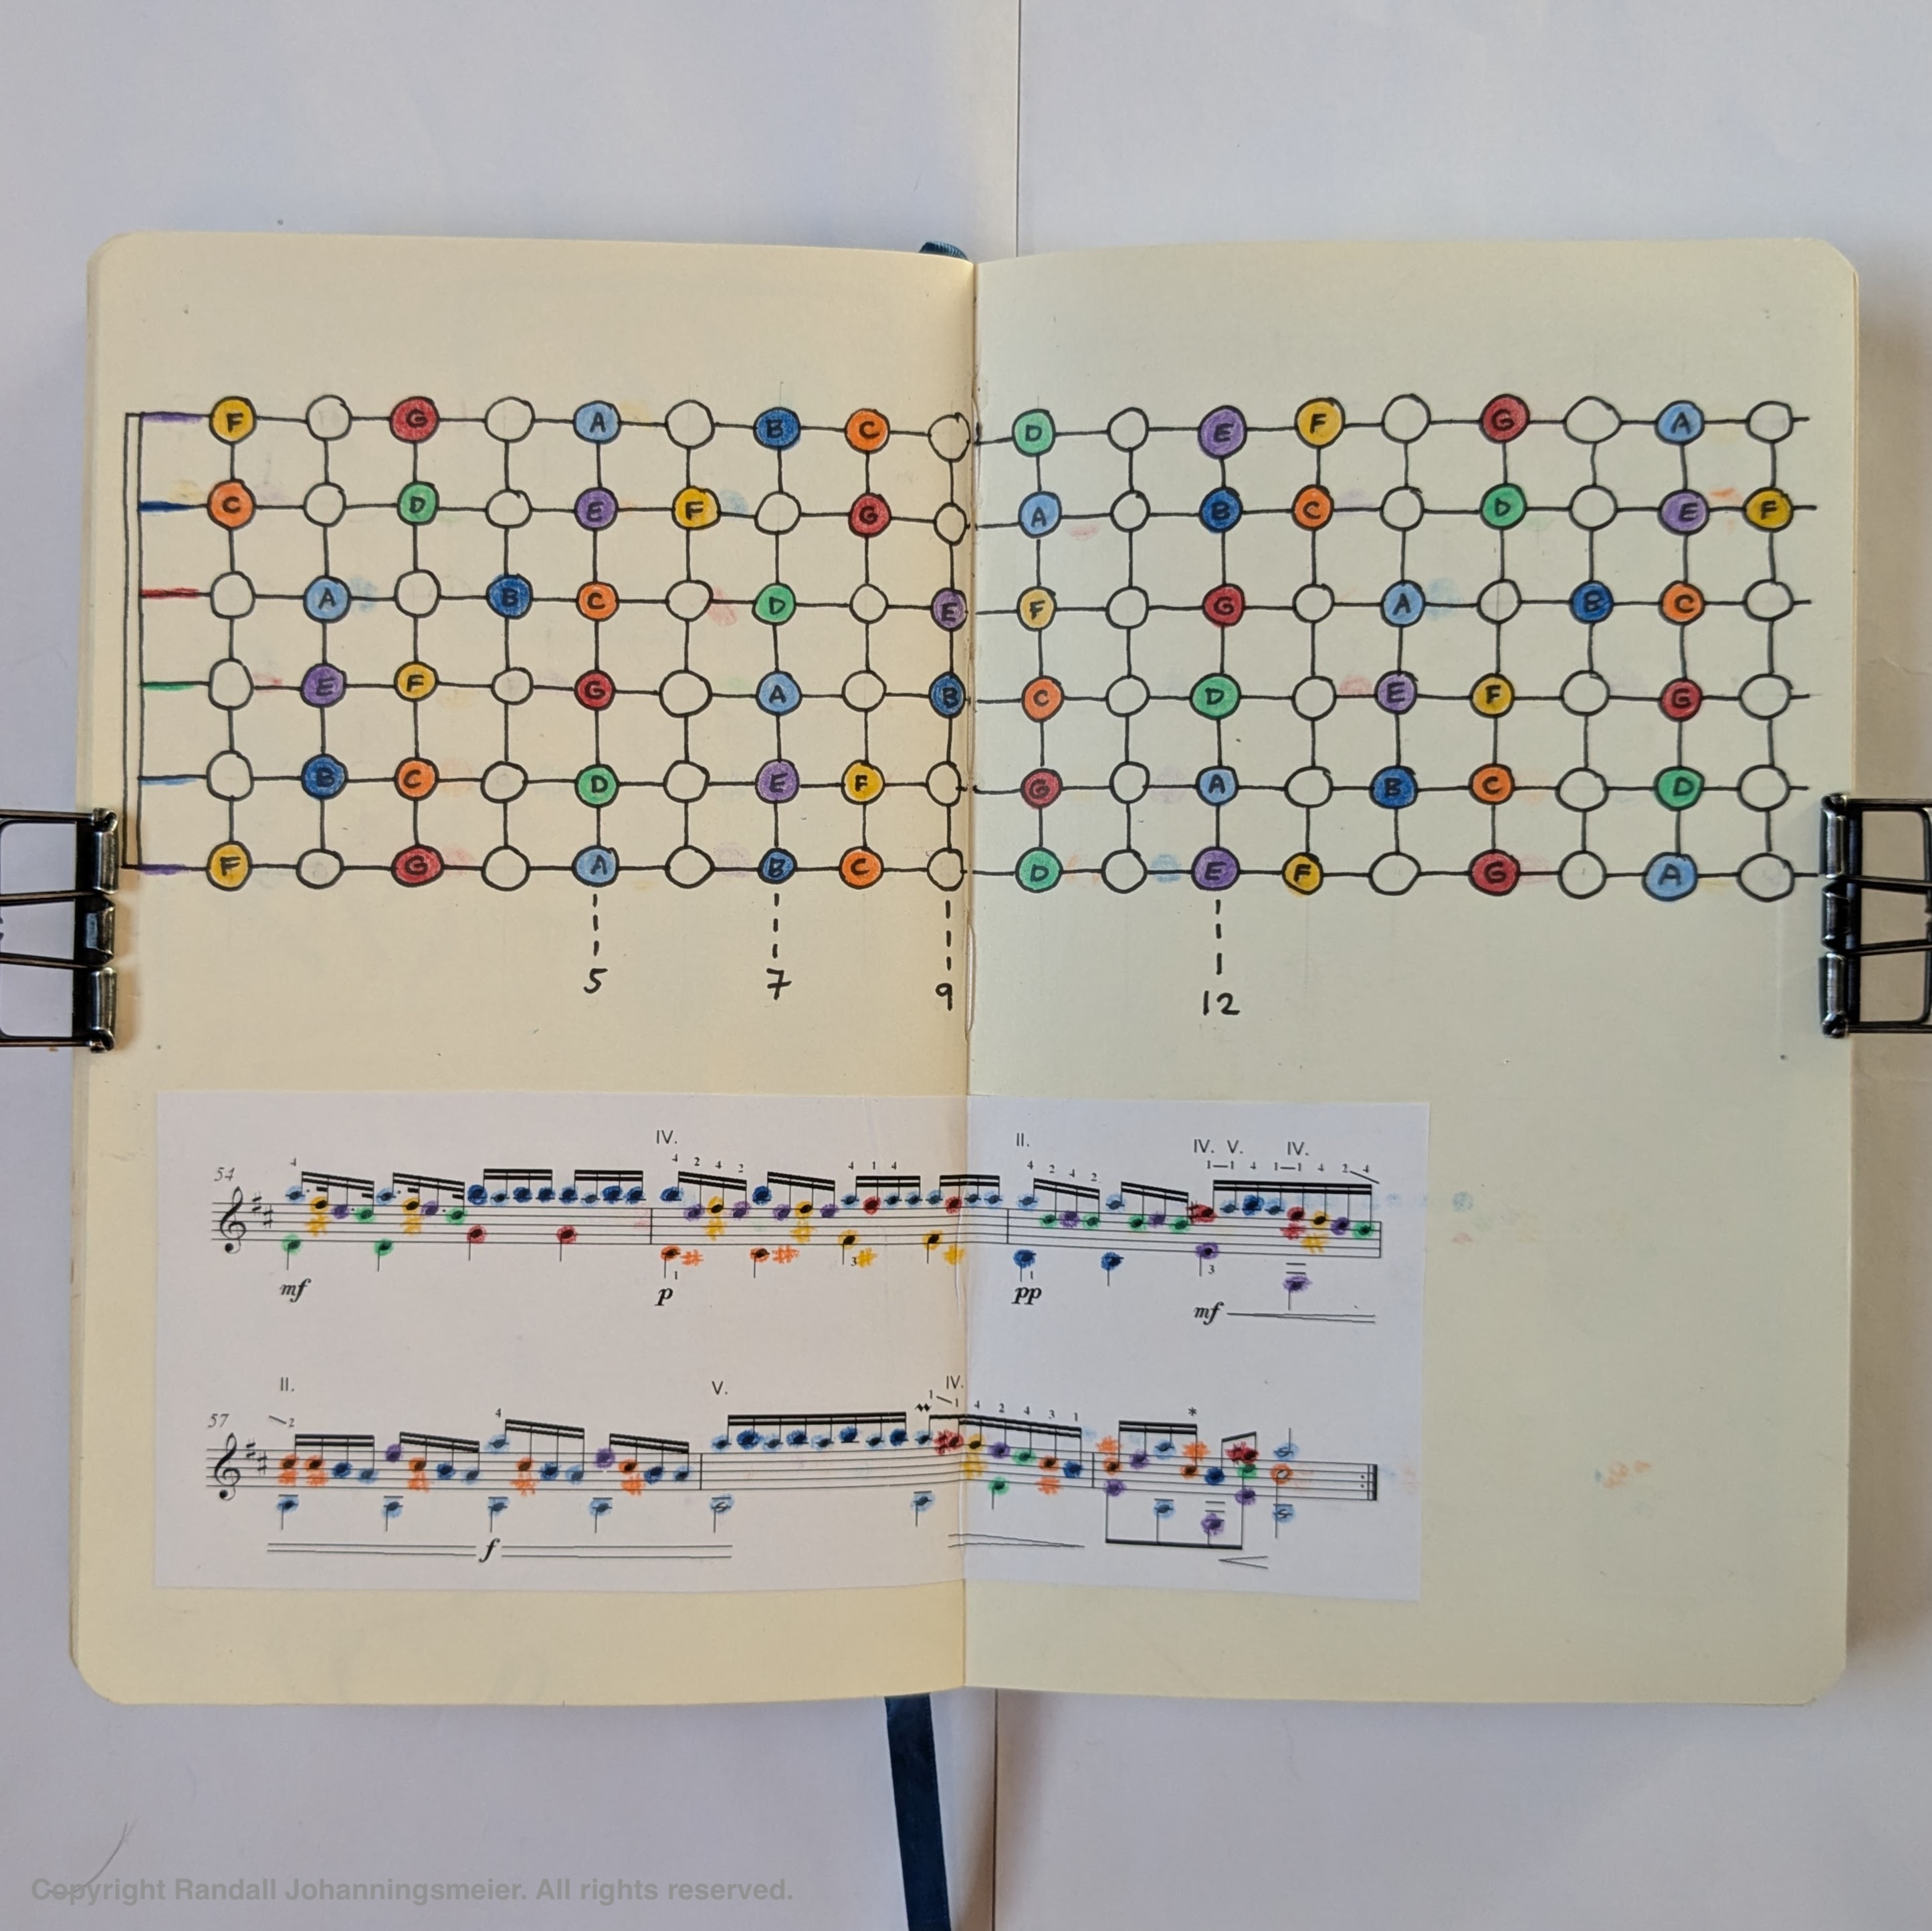 F G A B C D E F G A
C D E F G A B C D E F
A B C D E F G A B C
E F G A B C D E F G
B C D E F G A B C D
F G A B C D E F G A
5 7 9 12
IV. II. IV. V. IV.
4 4 2 4 2 4 1 4 4 2 4 2 1 1 4 1 1 4 2 4
54
1 3 1 3
mf p pp mf
II. V. IV.
2 4 1 1 4 2 4 3 1 *
57
f
Copyright Randall Johanningsmeier. All rights reserved.